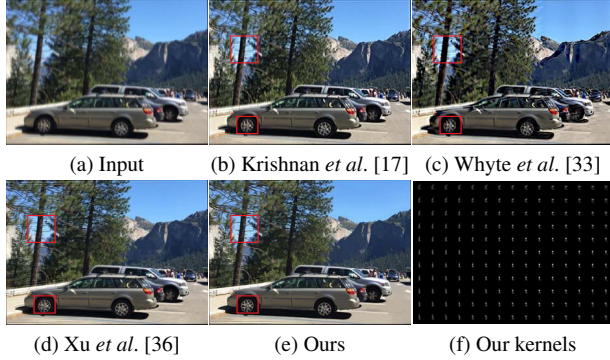 (a) Input
(b) Krishnan et al. [17]
(c) Whyte et al. [33]
(d) Xu et al. [36]
(e) Ours
(f) Our kernels